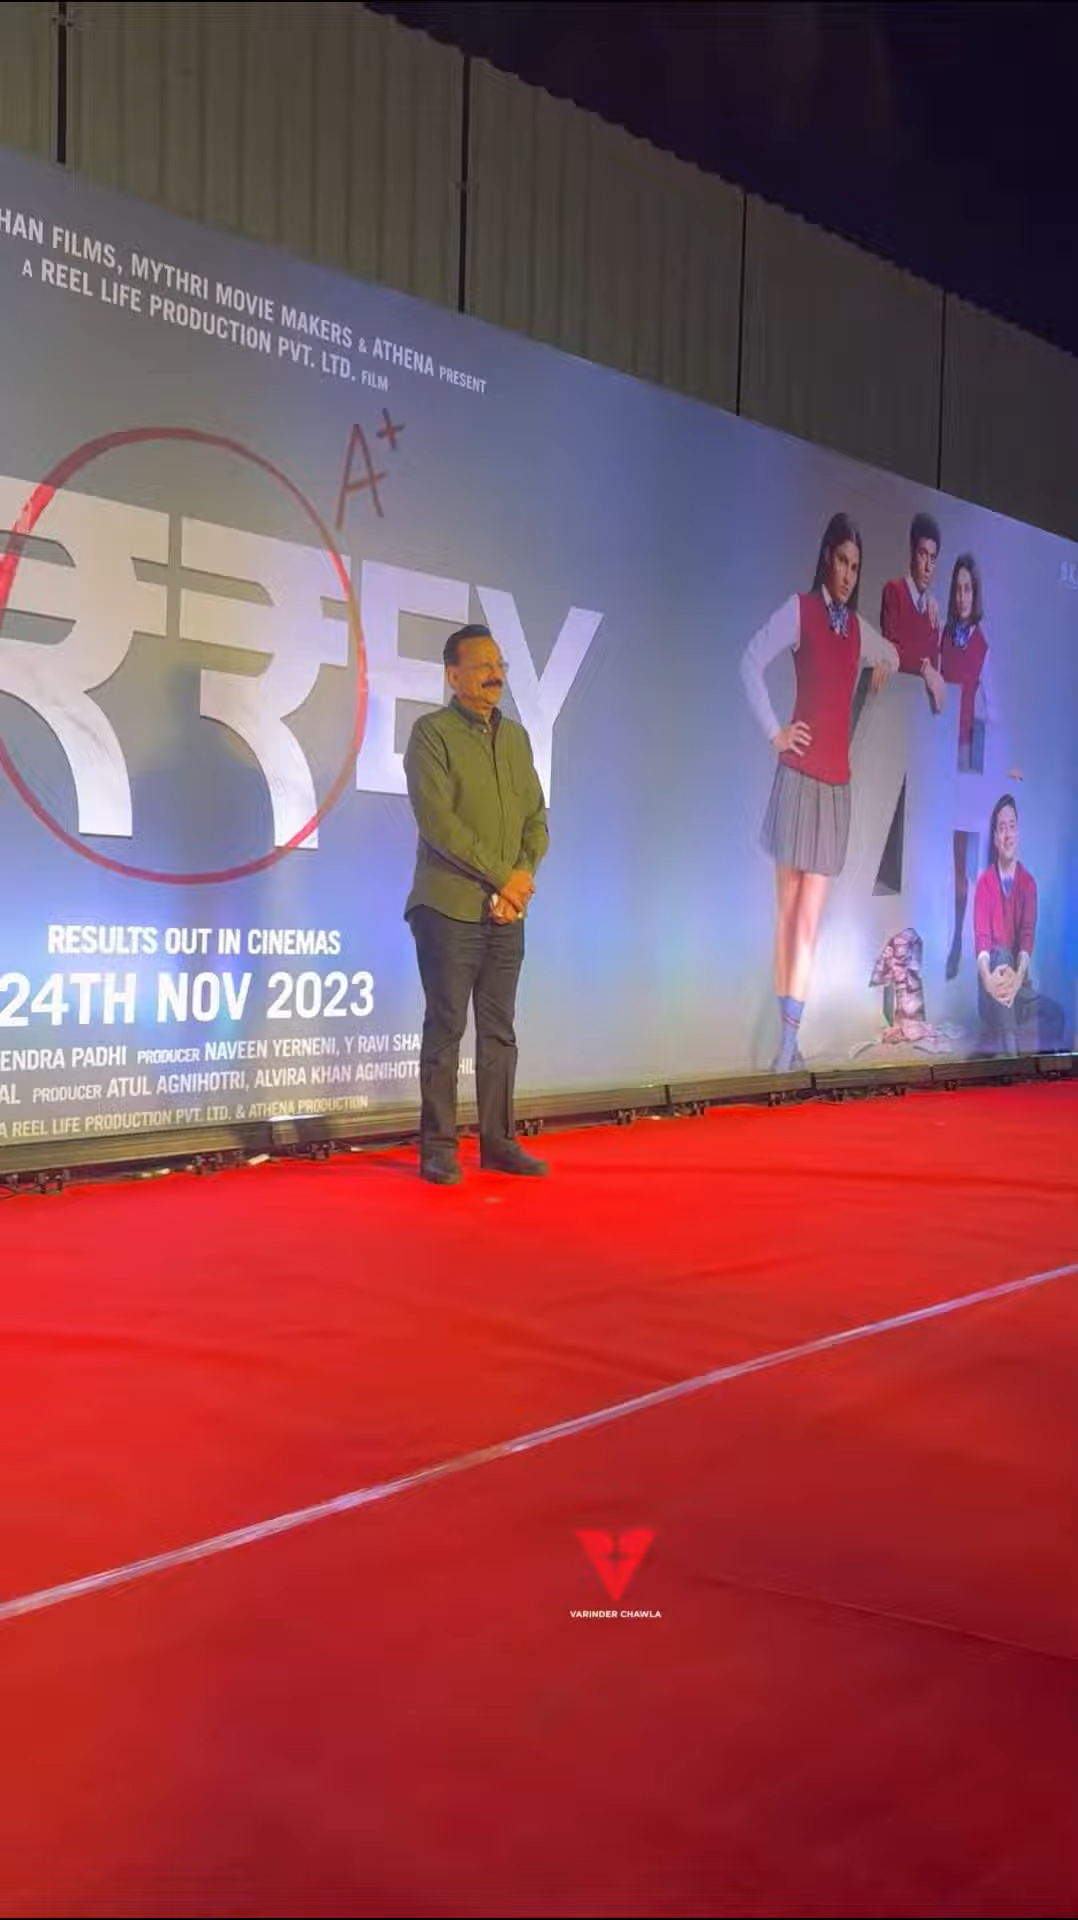 HAN FILMS, MYTHRI MOVIE MAKERS & ATHENA PRESENT
A REEL LIFE PRODUCTION PVT. LTD. FILM
A+
₹₹EY
RESULTS OUT IN CINEMAS
24TH NOV 2023
ENDRA PADHI PRODUCER NAVEEN YERNENI, Y RAVI SHA
AL PRODUCER ATUL AGNIHOTRI, ALVIRA KHAN AGNIHOTR
A REEL LIFE PRODUCTION PVT. LTD. & ATHENA PRODUCTION
VARINDER CHAWLA